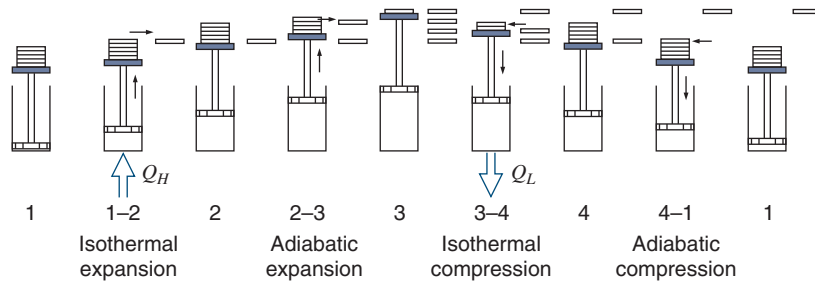 Q_H
Q_L
1
1–2
2
2–3
3
3–4
4
4–1
1
Isothermal
expansion
Adiabatic
expansion
Isothermal
compression
Adiabatic
compression